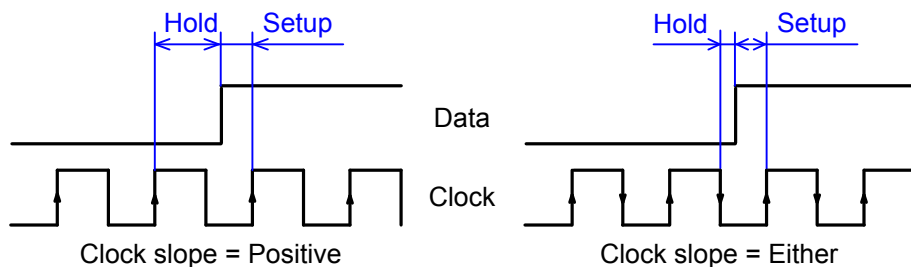 Hold Setup Hold Setup
Data
Clock
Clock slope = Positive Clock slope = Either